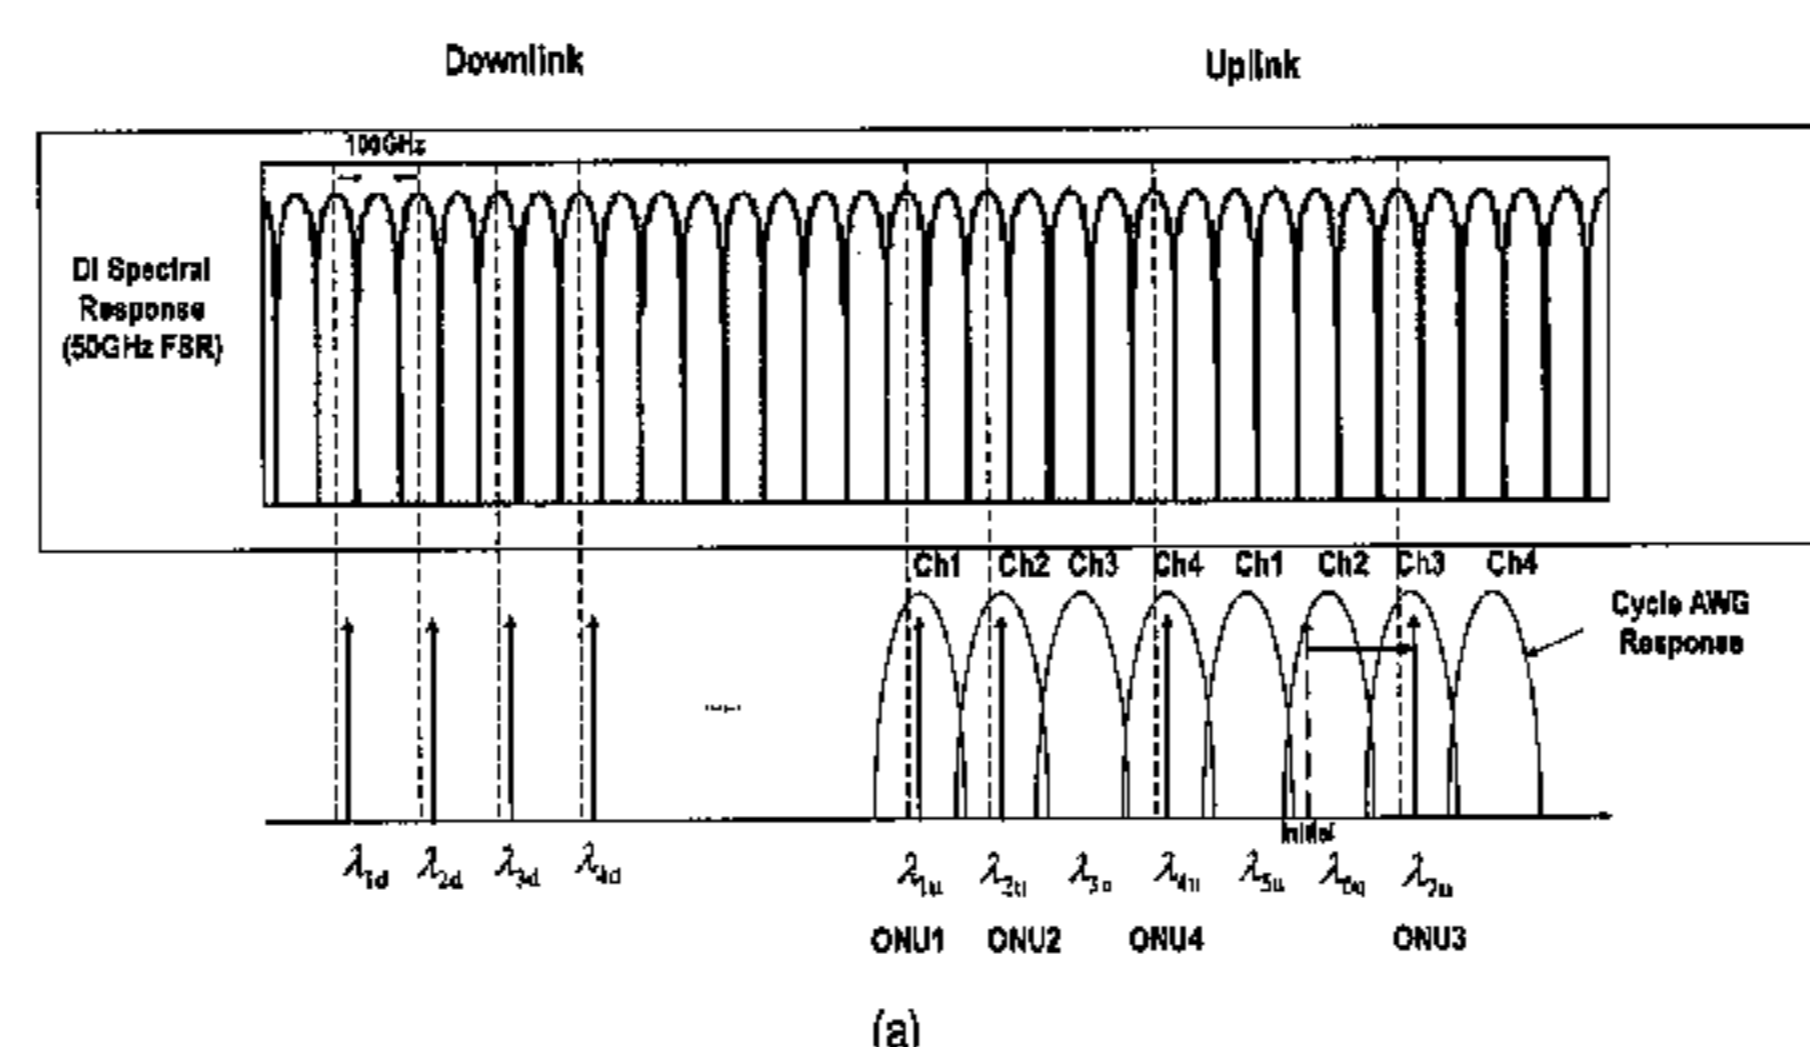 Downlink
Uplink
100GHz
DI Spectral
Response
(50GHz FSR)
Ch1 Ch2 Ch3 Ch4 Ch1 Ch2 Ch3 Ch4
Cycle AWG
Response
Initial
λ1d λ2d λ3d λ4d λ1u λ2u λ3u λ4u λ5u λ6u λ7u
ONU1 ONU2 ONU4 ONU3
(a)